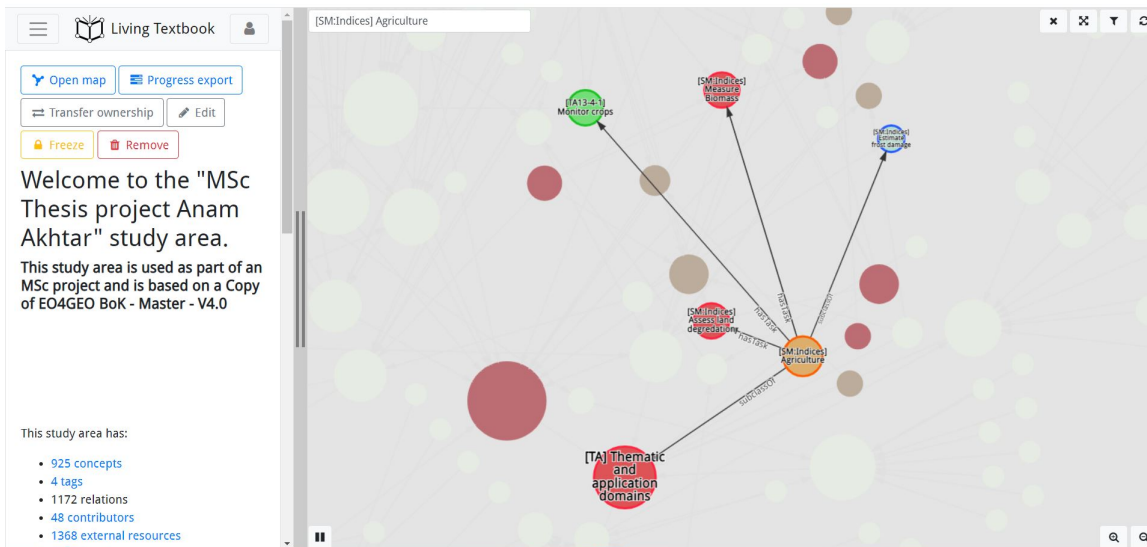 Living Textbook
Open map
Progress export
Transfer ownership
Edit
Freeze
Remove
Welcome to the "MSc
Thesis project Anam
Akhtar" study area.
This study area is used as part of an
MSc project and is based on a Copy
of EO4GEO BoK - Master - V4.0
This study area has:
925 concepts
4 tags
1172 relations
48 contributors
1368 external resources
[SM:Indices] Agriculture
[TA13-4-1]
Monitor crops
[SM:Indices]
Measure
Biomass
[SM:Indices]
Estimate
frost damage
[SM:Indices]
Assess land
degredation
hasTask
hasTask
hasTask
subclassOf
[SM:Indices]
Agriculture
subclassOf
[TA] Thematic
and
application
domains